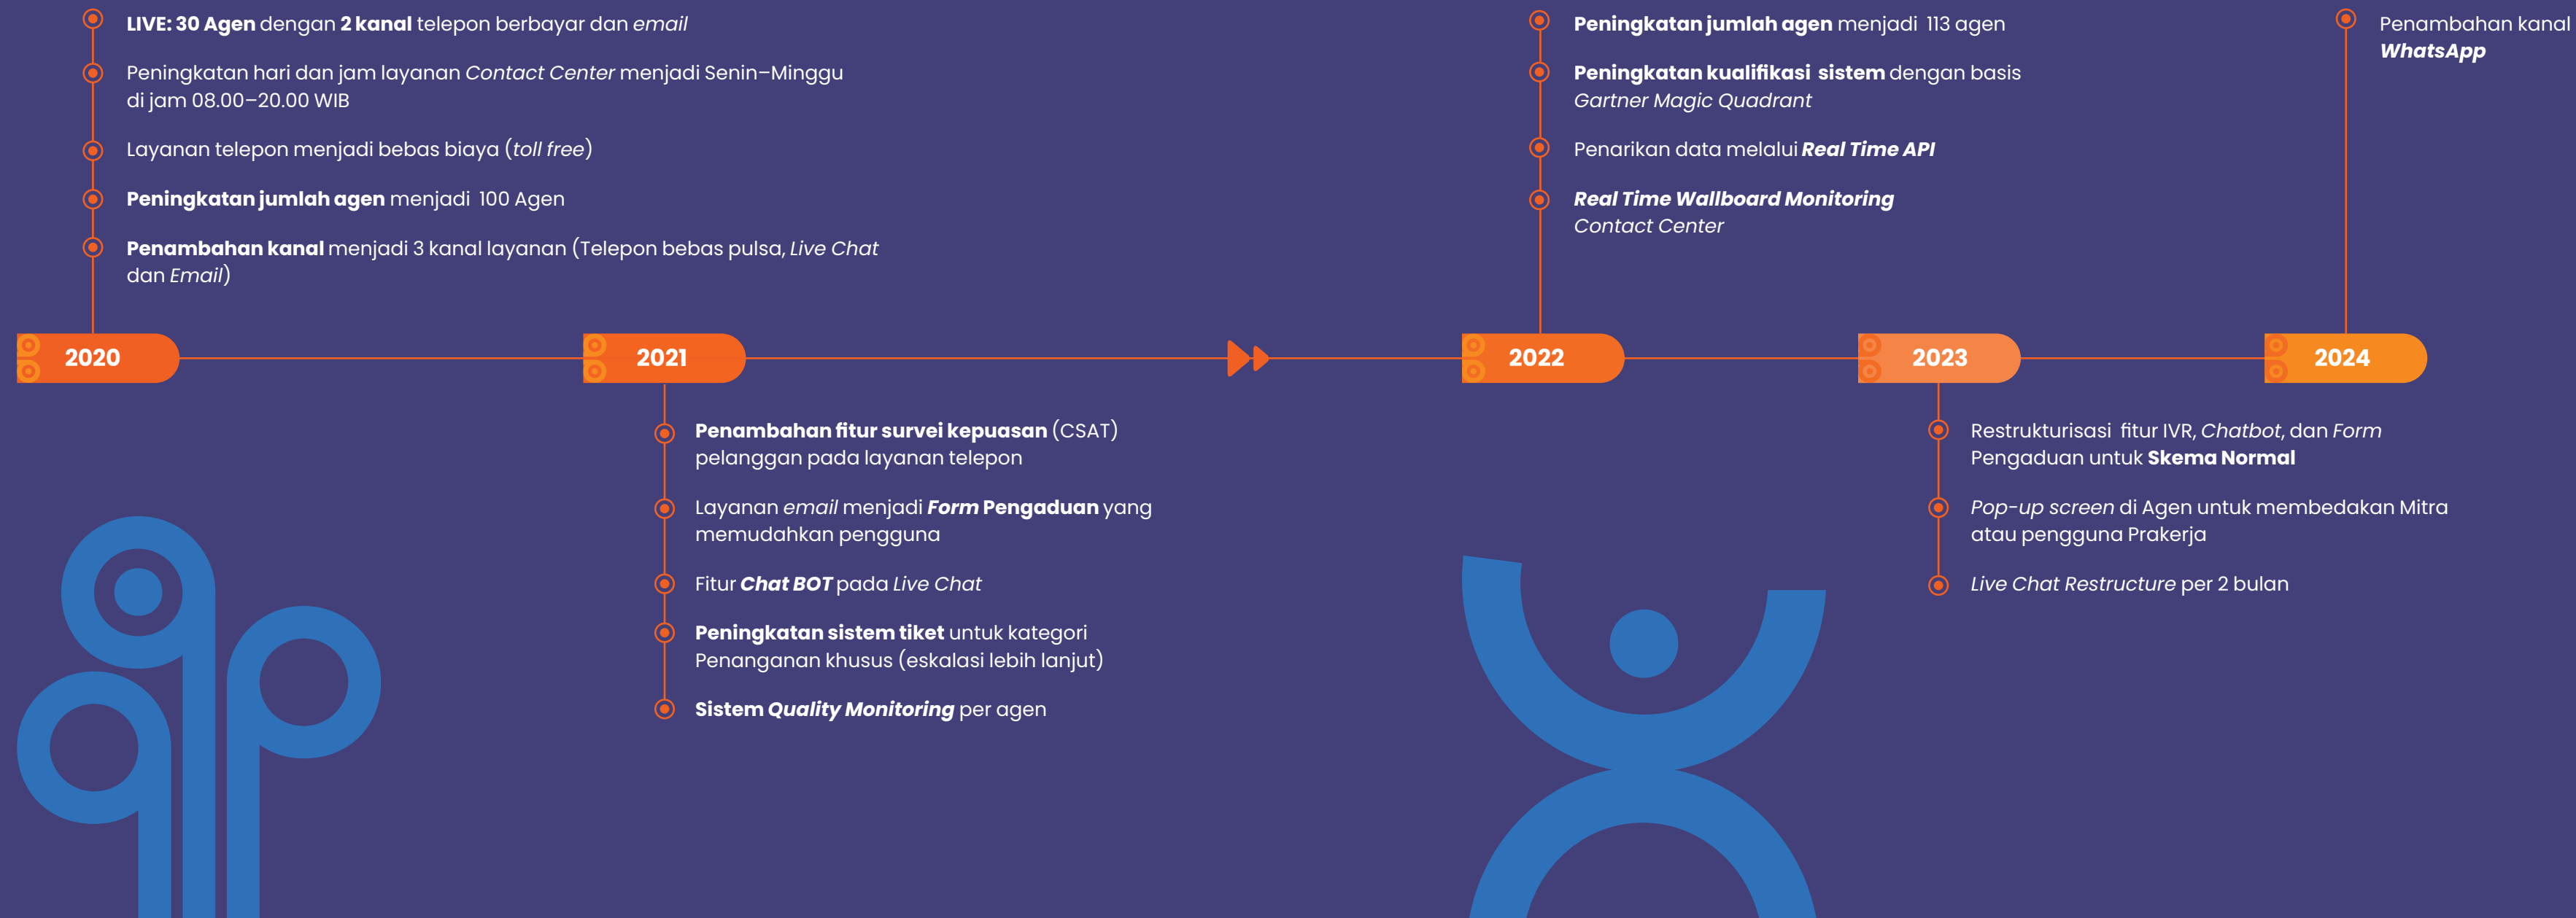 LIVE: 30 Agen dengan 2 kanal telepon berbayar dan email
Peningkatan hari dan jam layanan Contact Center menjadi Senin–Minggu
di jam 08.00–20.00 WIB
Layanan telepon menjadi bebas biaya (toll free)
Peningkatan jumlah agen menjadi 100 Agen
Penambahan kanal menjadi 3 kanal layanan (Telepon bebas pulsa, Live Chat
dan Email)
2020
2021
Penambahan fitur survei kepuasan (CSAT)
pelanggan pada layanan telepon
Layanan email menjadi Form Pengaduan yang
memudahkan pengguna
Fitur Chat BOT pada Live Chat
Peningkatan sistem tiket untuk kategori
Penanganan khusus (eskalasi lebih lanjut)
Sistem Quality Monitoring per agen
Peningkatan jumlah agen menjadi 113 agen
Peningkatan kualifikasi sistem dengan basis
Gartner Magic Quadrant
Penarikan data melalui Real Time API
Real Time Wallboard Monitoring
Contact Center
2022
2023
Restrukturisasi fitur IVR, Chatbot, dan Form
Pengaduan untuk Skema Normal
Pop-up screen di Agen untuk membedakan Mitra
atau pengguna Prakerja
Live Chat Restructure per 2 bulan
Penambahan kanal
WhatsApp
2024